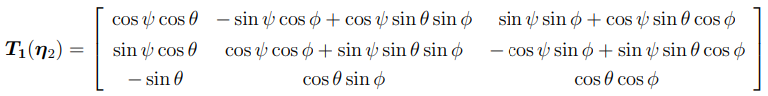 cos ψ cos θ   − sin ψ cos ϕ + cos ψ sin θ sin ϕ   sin ψ sin ϕ + cos ψ sin θ cos ϕ
T₁(η₂) =   sin ψ cos θ   cos ψ cos ϕ + sin ψ sin θ sin ϕ   − cos ψ sin ϕ + sin ψ sin θ cos ϕ
− sin θ   cos θ sin ϕ   cos θ cos ϕ